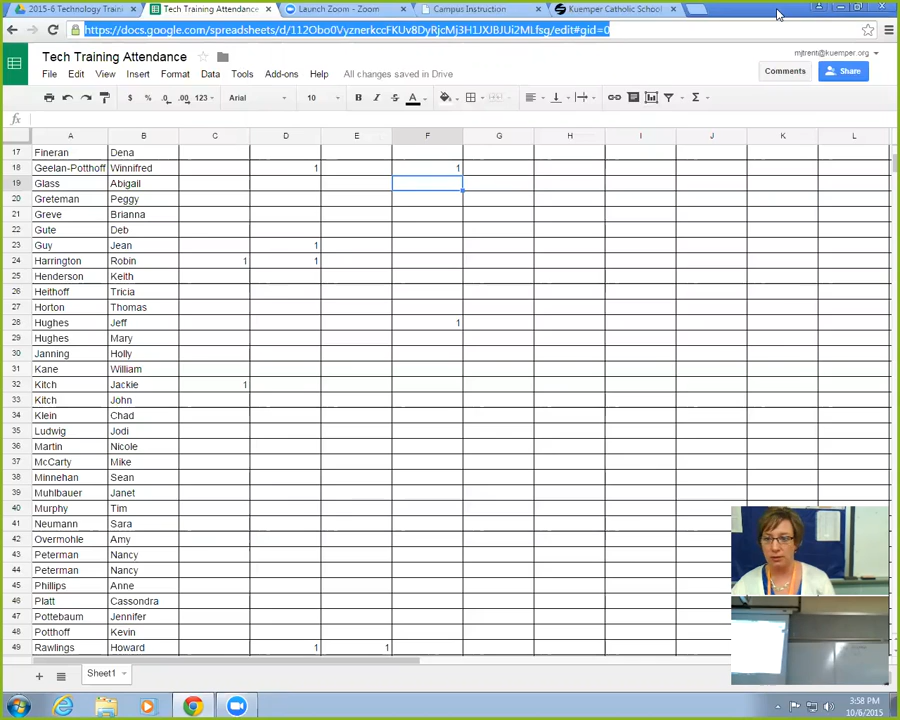 2015-6 Technology Train
Tech Training Attendance
Launch Zoom - Zoom
Campus Instruction
Kuemper Catholic School
https://docs.google.com/spreadsheets/d/112Obo0VyznerkccFKUv8DyRjcMj3H1JXJBJUi2MLfsg/edit#gid=0
Tech Training Attendance
mjtrent@kuemper.org
File Edit View Insert Format Data Tools Add-ons Help All changes saved in Drive
Comments Share
$ % .0 .00 123 Arial 10 B I S A Σ
fx
A B C D E F G H I J K L
17 Fineran Dena
18 Geelan-Potthoff Winnifred 1 1
19 Glass Abigail
20 Greteman Peggy
21 Greve Brianna
22 Gute Deb
23 Guy Jean 1
24 Harrington Robin 1 1
25 Henderson Keith
26 Heithoff Tricia
27 Horton Thomas
28 Hughes Jeff 1
29 Hughes Mary
30 Janning Holly
31 Kane William
32 Kitch Jackie 1
33 Kitch John
34 Klein Chad
35 Ludwig Jodi
36 Martin Nicole
37 McCarty Mike
38 Minnehan Sean
39 Muhlbauer Janet
40 Murphy Tim
41 Neumann Sara
42 Overmohle Amy
43 Peterman Nancy
44 Peterman Nancy
45 Phillips Anne
46 Platt Cassondra
47 Pottebaum Jennifer
48 Potthoff Kevin
49 Rawlings Howard 1 1
Sheet1
3:58 PM
10/6/2015